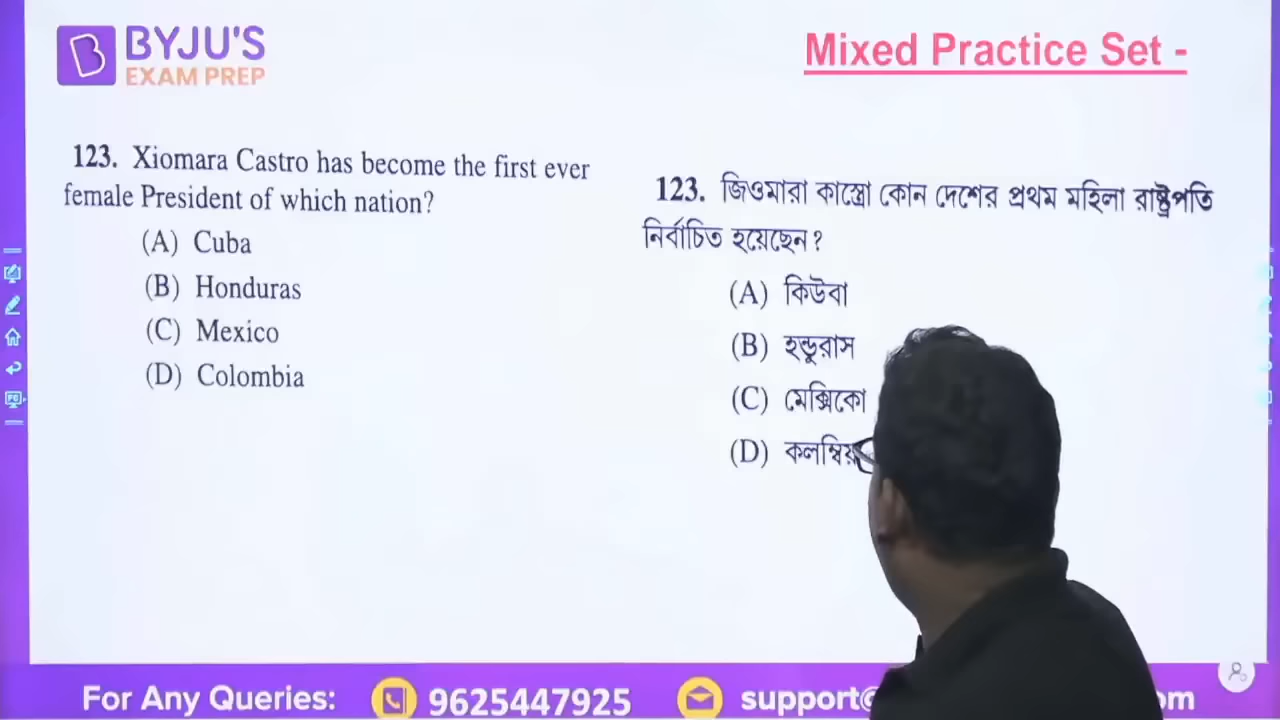 BYJU'S
EXAM PREP
Mixed Practice Set -
123. Xiomara Castro has become the first ever
female President of which nation?
(A) Cuba
(B) Honduras
(C) Mexico
(D) Colombia
123. জিওমারা কাস্ত্রো কোন দেশের প্রথম মহিলা রাষ্ট্রপতি
নির্বাচিত হয়েছেন?
(A) কিউবা
(B) হন্ডুরাস
(C) মেক্সিকো
(D) কলম্বিয়
For Any Queries: 9625447925 support@ om